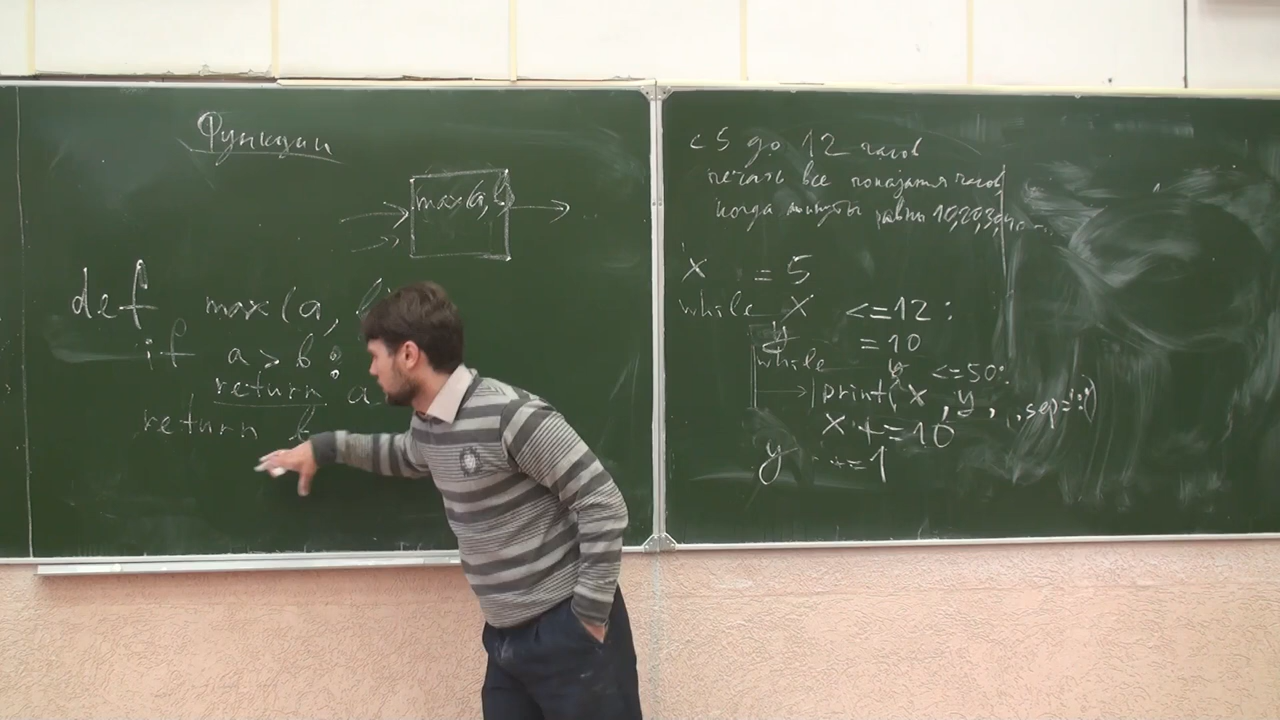 Функции
max(a, b)
def max(a, b
if a > b:
return a
return b
с 5 до 12 часов
печать все показания часов
когда минуты равны 10,20,30,40...
x = 5
while x <=12:
y = 10
while y <=50:
print(x, y, sep=':')
x += 10
y += 1